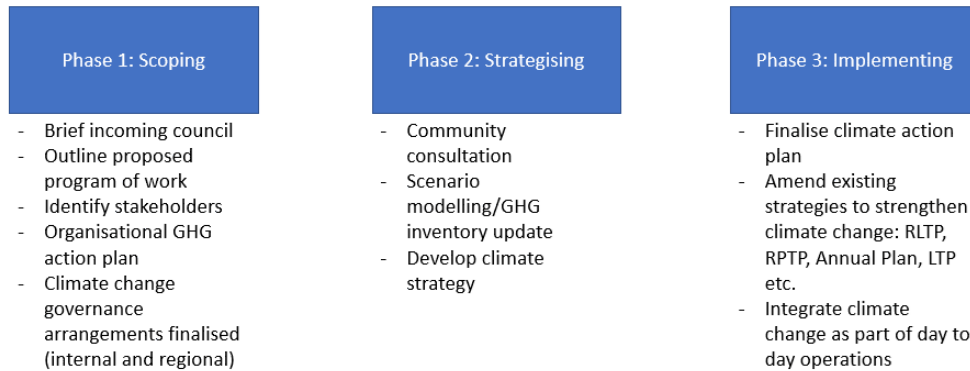 Phase 1: Scoping
- Brief incoming council
- Outline proposed
program of work
- Identify stakeholders
- Organisational GHG
action plan
- Climate change
governance
arrangements finalised
(internal and regional)
Phase 2: Strategising
- Community
consultation
- Scenario
modelling/GHG
inventory update
- Develop climate
strategy
Phase 3: Implementing
- Finalise climate action
plan
- Amend existing
strategies to strengthen
climate change: RLTP,
RPTP, Annual Plan, LTP
etc.
- Integrate climate
change as part of day to
day operations